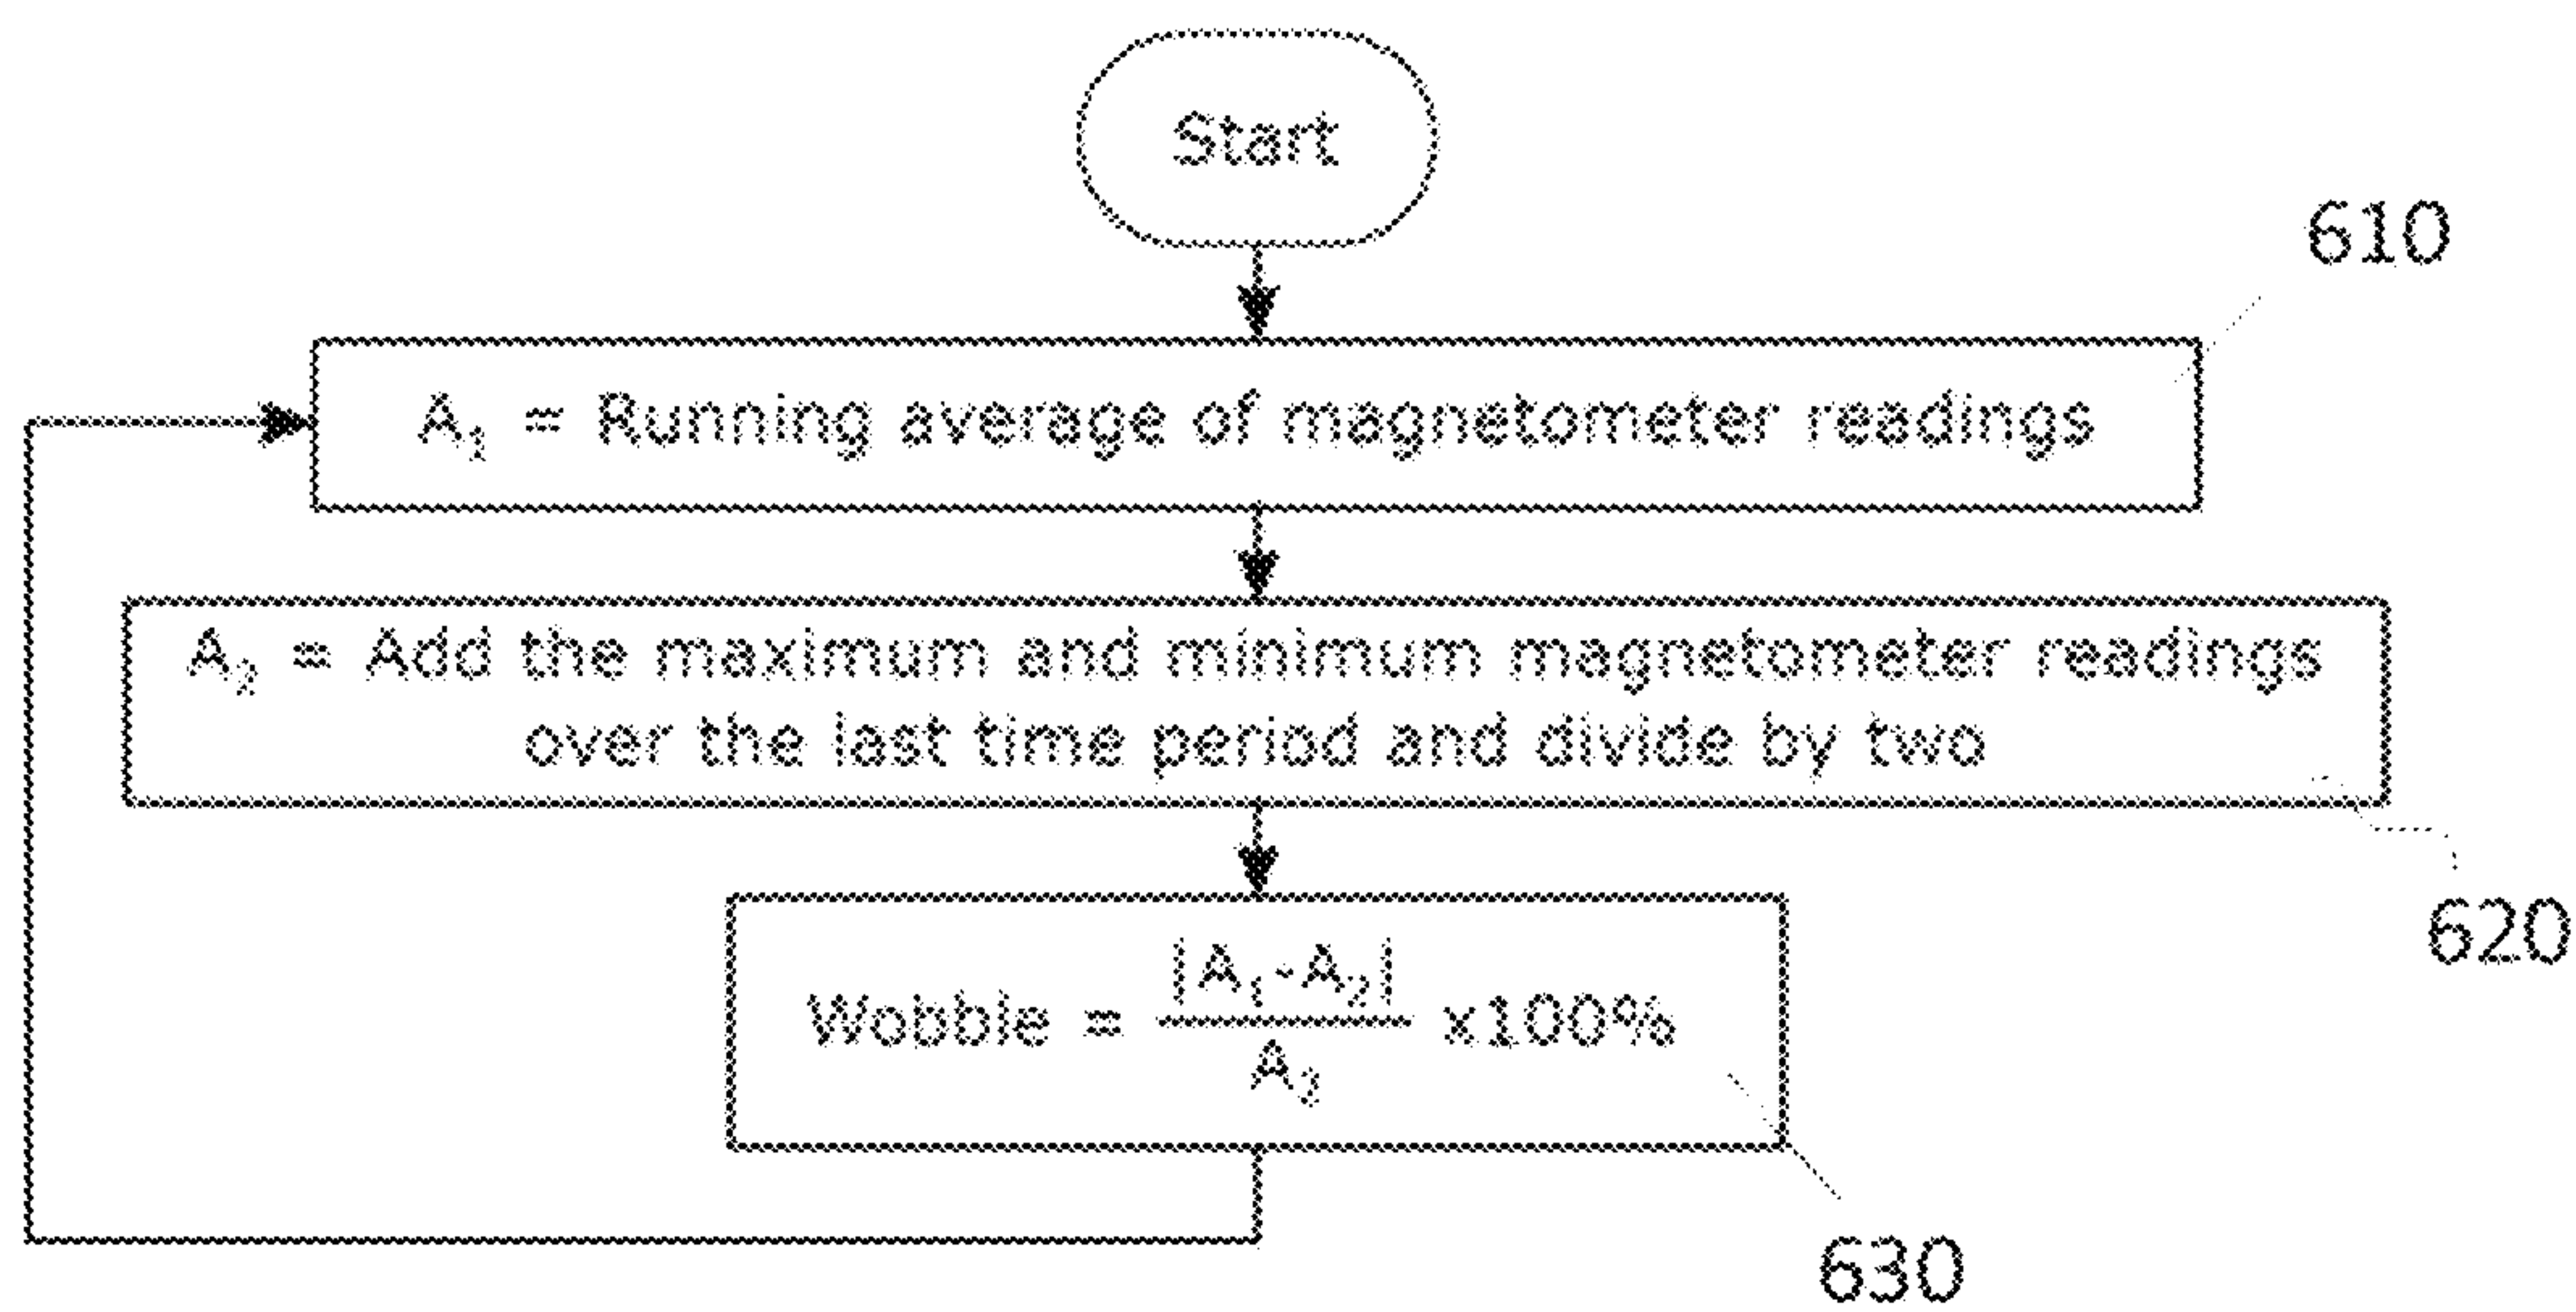 Start
610
A₁ = Running average of magnetometer readings
A₂ = Add the maximum and minimum magnetometer readings
over the last time period and divide by two
620
|A₁-A₂|
Wobble = x100%
A₃
630